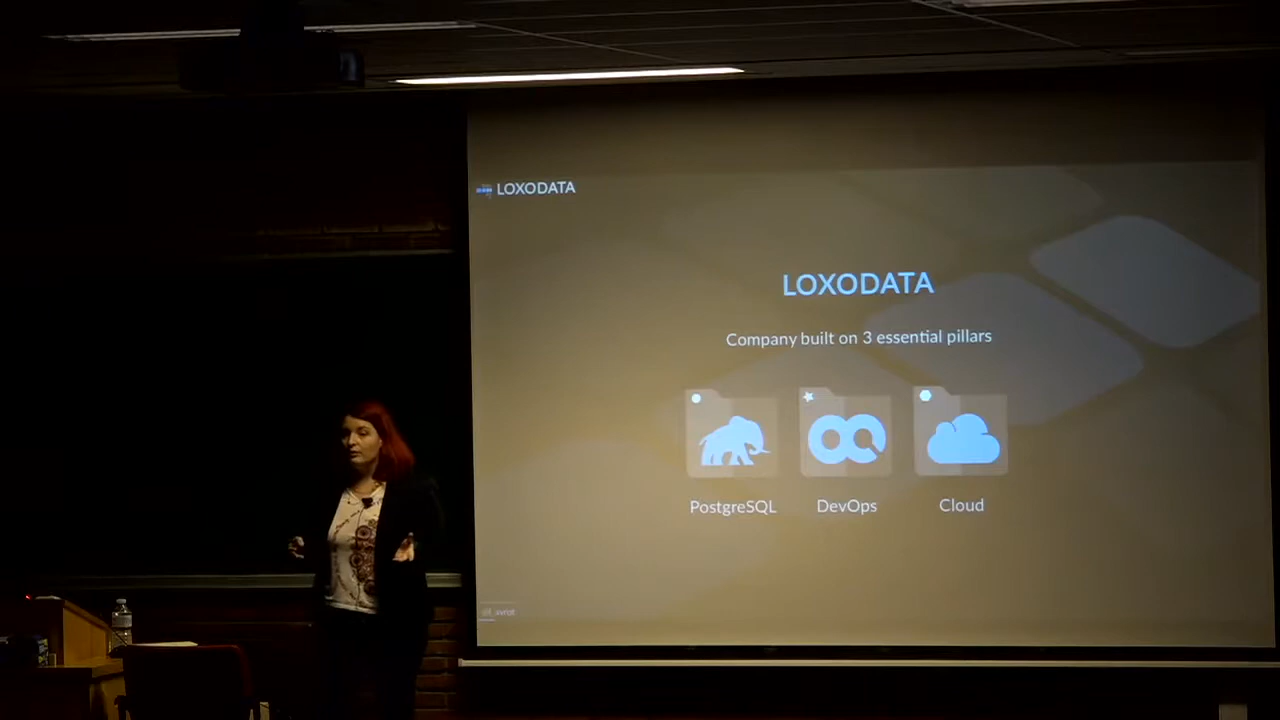 LOXODATA
LOXODATA
Company built on 3 essential pillars
PostgreSQL
DevOps
Cloud